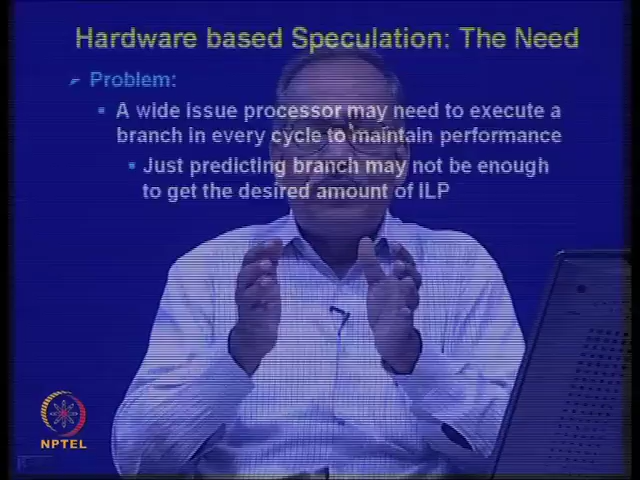 Hardware based Speculation: The Need
Problem:
A wide issue processor may need to execute a
branch in every cycle to maintain performance
Just predicting branch may not be enough
to get the desired amount of ILP
NPTEL